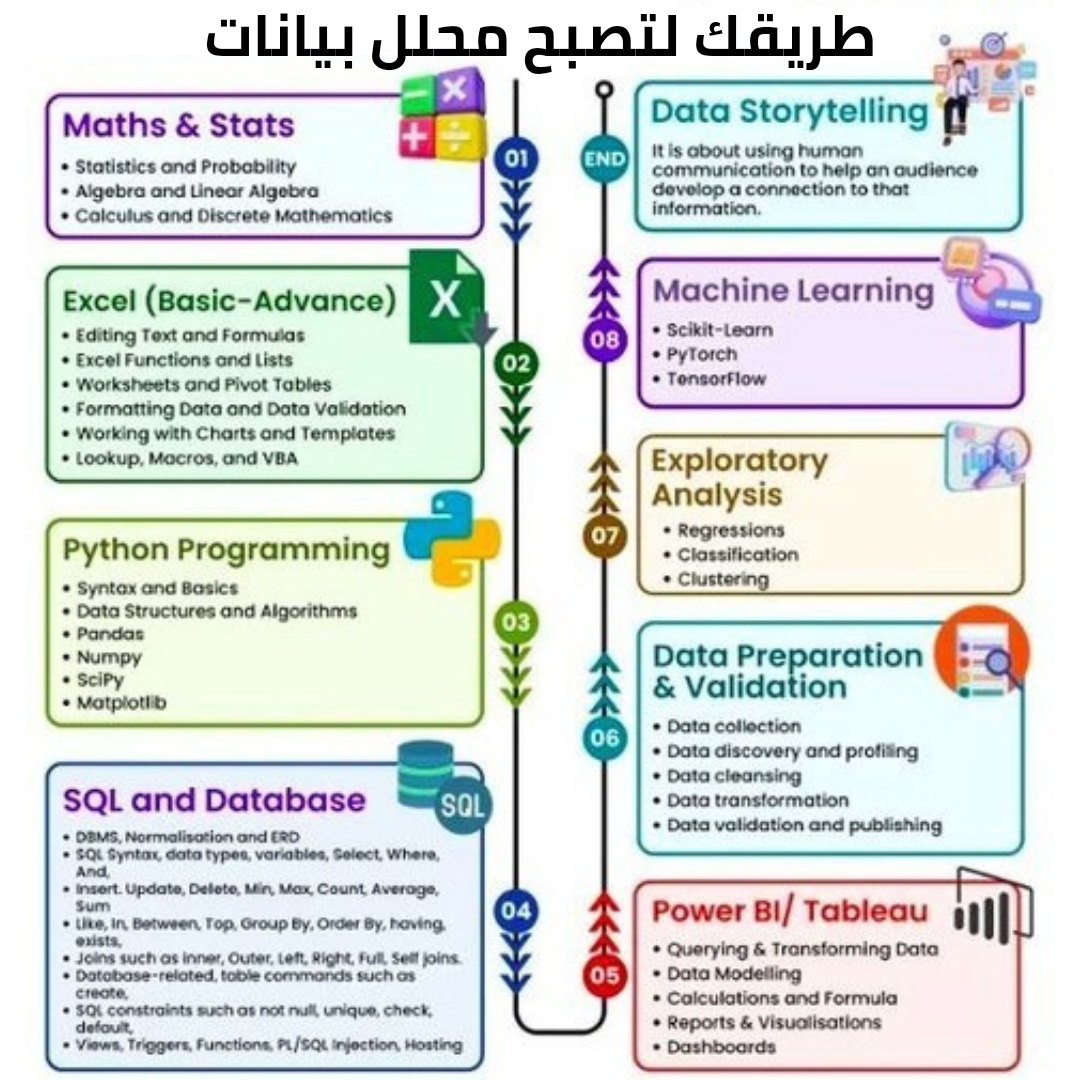 طريقك لتصبح محلل بيانات
Maths & Stats
• Statistics and Probability
• Algebra and Linear Algebra
• Calculus and Discrete Mathematics
01
Excel (Basic-Advance)
X
• Editing Text and Formulas
• Excel Functions and Lists
• Worksheets and Pivot Tables
• Formatting Data and Data Validation
• Working with Charts and Templates
• Lookup, Macros, and VBA
02
Python Programming
• Syntax and Basics
• Data Structures and Algorithms
• Pandas
• Numpy
• SciPy
• Matplotlib
03
SQL and Database
SQL
• DBMS, Normalisation and ERD
• SQL Syntax, data types, variables, Select, Where,
And,
• Insert. Update, Delete, Min, Max, Count, Average,
Sum
• Like, In, Between, Top, Group By, Order By, having,
exists,
• Joins such as inner, Outer, Left, Right, Full, Self joins.
• Database-related, table commands such as
create,
• SQL constraints such as not null, unique, check,
default,
• Views, Triggers, Functions, PL/SQL Injection, Hosting
04
Power BI/ Tableau
• Querying & Transforming Data
• Data Modelling
• Calculations and Formula
• Reports & Visualisations
• Dashboards
05
Data Preparation
& Validation
• Data collection
• Data discovery and profiling
• Data cleansing
• Data transformation
• Data validation and publishing
06
Exploratory
Analysis
• Regressions
• Classification
• Clustering
07
Machine Learning
• Scikit-Learn
• PyTorch
• TensorFlow
08
Data Storytelling
It is about using human
communication to help an audience
develop a connection to that
information.
END